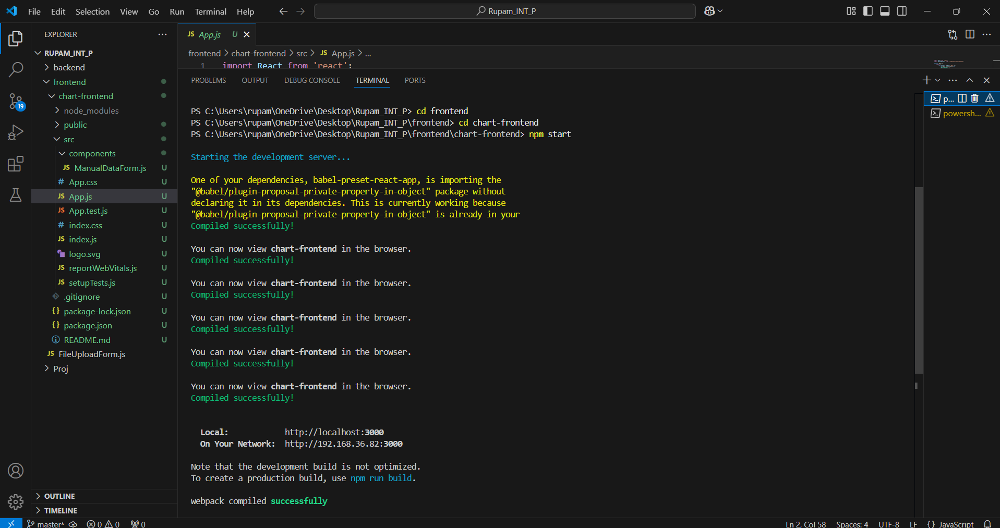 File Edit Selection View Go Run Terminal Help
Rupam_INT_P
EXPLORER
RUPAM_INT_P
backend
frontend
chart-frontend
node_modules
public
src
components
JS ManualDataForm.js U
# App.css U
JS App.js U
JS App.test.js U
# index.css U
JS index.js U
logo.svg U
JS reportWebVitals.js U
JS setupTests.js U
.gitignore U
{} package-lock.json U
{} package.json U
README.md U
JS FileUploadForm.js
Proj
OUTLINE
TIMELINE
19
JS App.js U
frontend > chart-frontend > src > JS App.js > ...
1 import React from 'react';
PROBLEMS OUTPUT DEBUG CONSOLE TERMINAL PORTS
PS C:\Users\rupam\OneDrive\Desktop\Rupam_INT_P> cd frontend
PS C:\Users\rupam\OneDrive\Desktop\Rupam_INT_P\frontend> cd chart-frontend
PS C:\Users\rupam\OneDrive\Desktop\Rupam_INT_P\frontend\chart-frontend> npm start
Starting the development server...
One of your dependencies, babel-preset-react-app, is importing the
"@babel/plugin-proposal-private-property-in-object" package without
declaring it in its dependencies. This is currently working because
"@babel/plugin-proposal-private-property-in-object" is already in your
Compiled successfully!
You can now view chart-frontend in the browser.
Compiled successfully!
You can now view chart-frontend in the browser.
Compiled successfully!
You can now view chart-frontend in the browser.
Compiled successfully!
You can now view chart-frontend in the browser.
Compiled successfully!
You can now view chart-frontend in the browser.
Compiled successfully!
Local: http://localhost:3000
On Your Network: http://192.168.36.82:3000
Note that the development build is not optimized.
To create a production build, use npm run build.
webpack compiled successfully
p...
powersh...
master* 0 0 0
Ln 2, Col 58 Spaces: 4 UTF-8 LF {} JavaScript